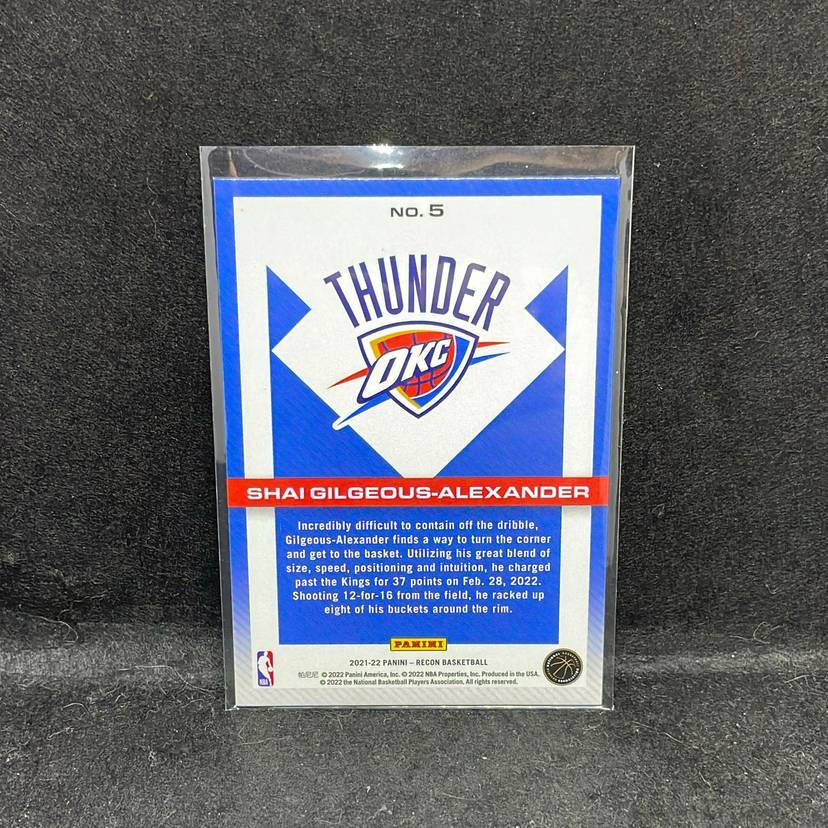 NO. 5
THUNDER
OKC
SHAI GILGEOUS-ALEXANDER
Incredibly difficult to contain off the dribble,
Gilgeous-Alexander finds a way to turn the corner
and get to the basket. Utilizing his great blend of
size, speed, positioning and intuition, he charged
past the Kings for 37 points on Feb. 28, 2022.
Shooting 12-for-16 from the field, he racked up
eight of his buckets around the rim.
PANINI
2021-22 PANINI – RECON BASKETBALL
帕尼尼 © 2022 Panini America, Inc. © 2022 NBA Properties, Inc. Produced in the USA.
© 2022 the National Basketball Players Association. All rights reserved.
NBA